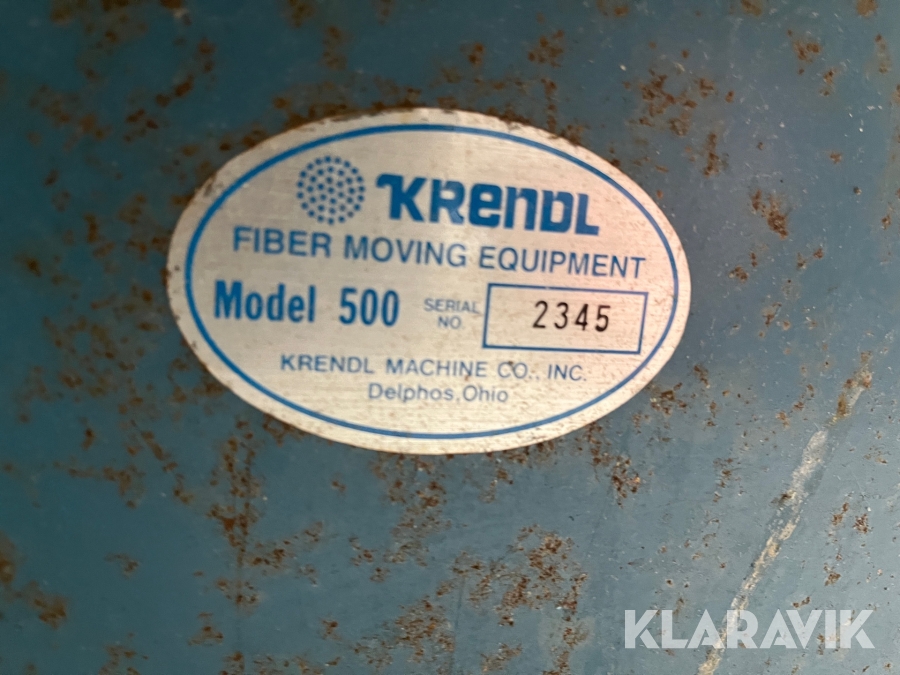 KRENDL
FIBER MOVING EQUIPMENT
Model 500 SERIAL NO. 2345
KRENDL MACHINE CO., INC.
Delphos, Ohio
KLARAVIK